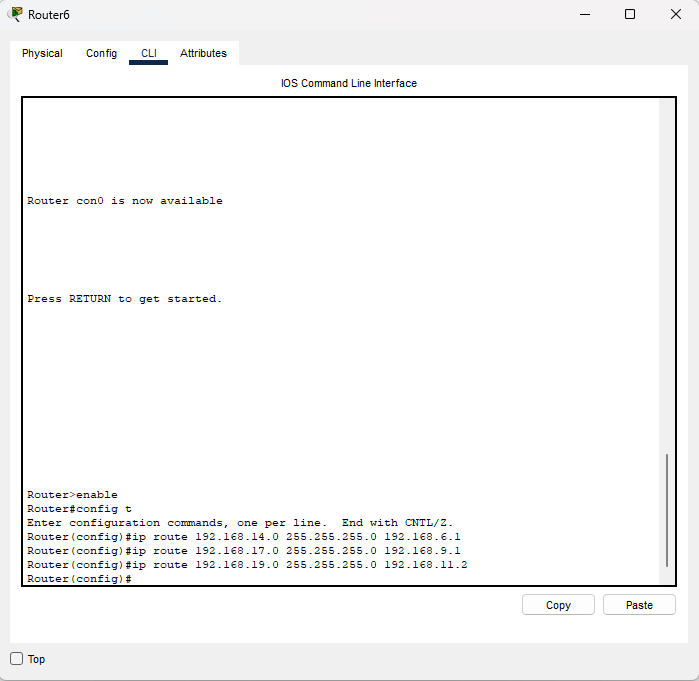 Router6
Physical Config CLI Attributes
IOS Command Line Interface
Router con0 is now available
Press RETURN to get started.
Router>enable
Router#config t
Enter configuration commands, one per line.  End with CNTL/Z.
Router(config)#ip route 192.168.14.0 255.255.255.0 192.168.6.1
Router(config)#ip route 192.168.17.0 255.255.255.0 192.168.9.1
Router(config)#ip route 192.168.19.0 255.255.255.0 192.168.11.2
Router(config)#
Copy Paste
Top